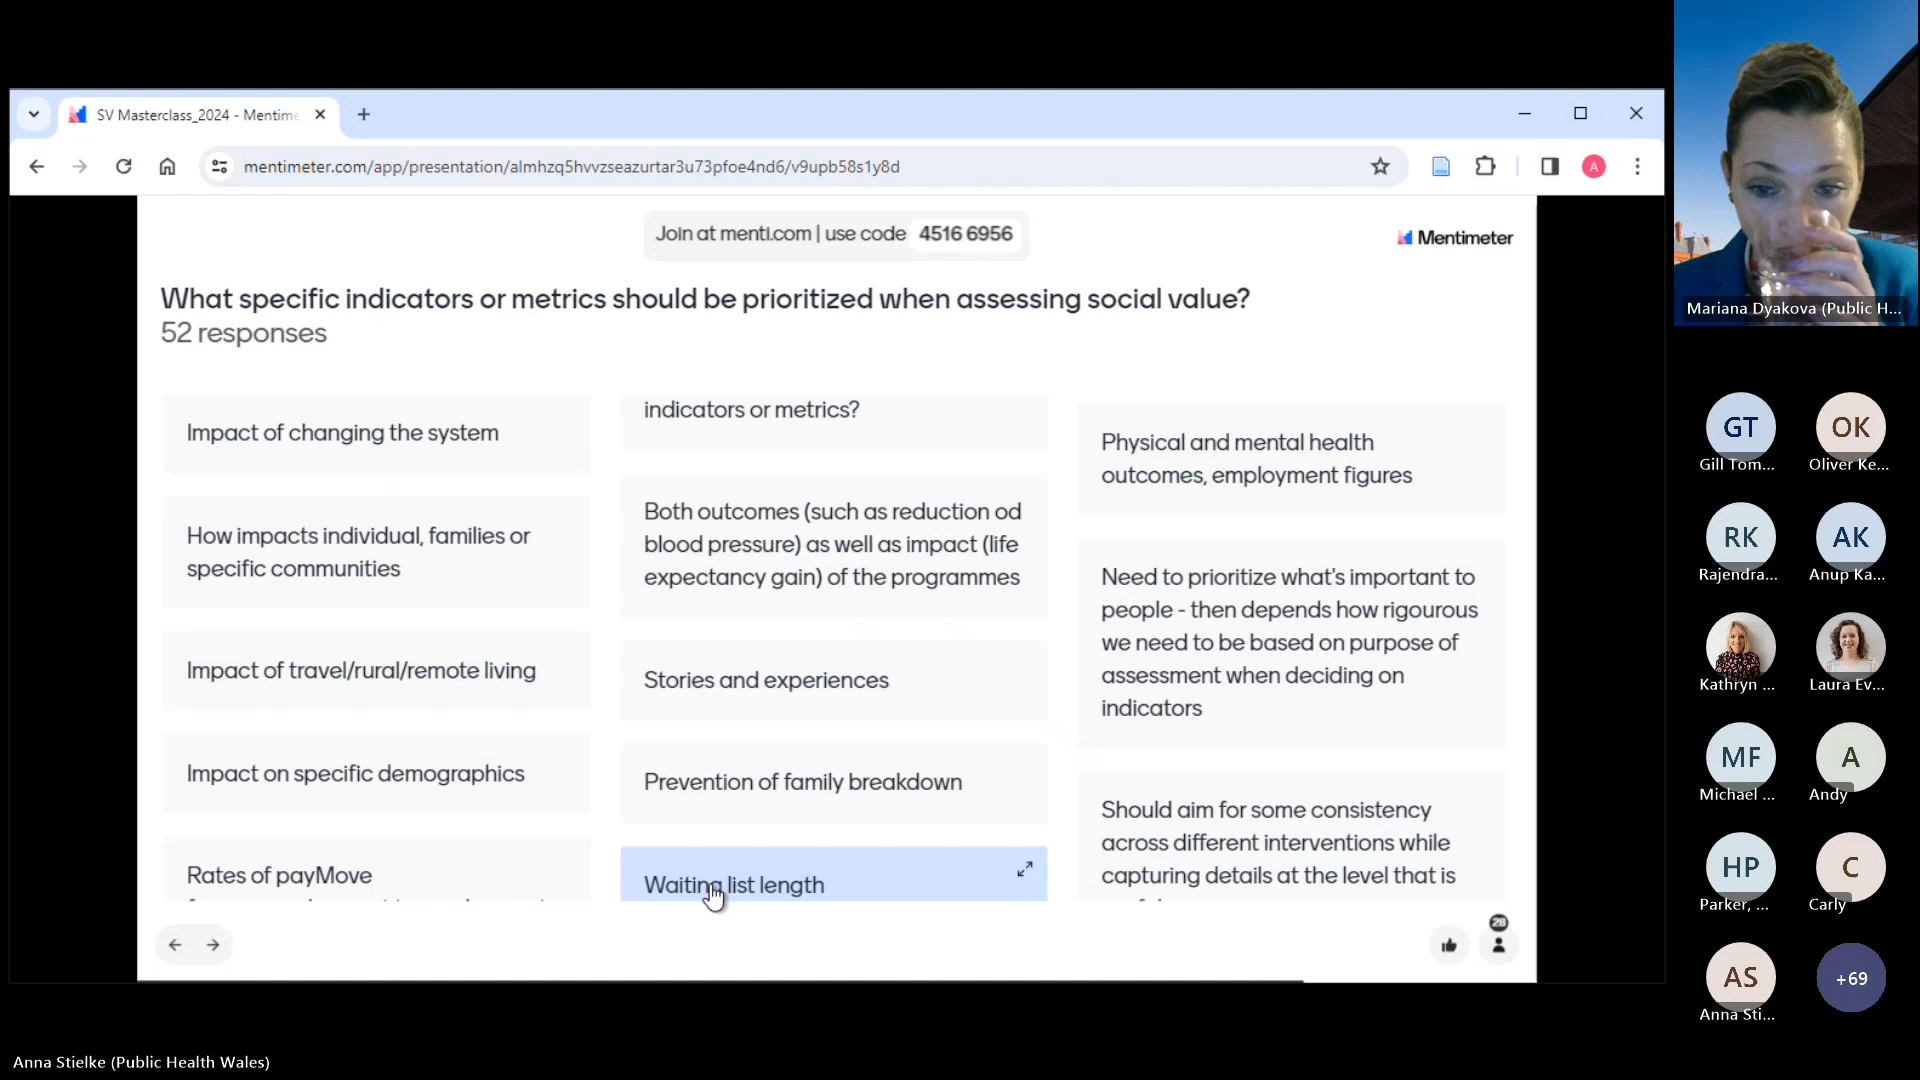 SV Masterclass_2024 - Mentime
mentimeter.com/app/presentation/almhzq5hvvzseazurtar3u73pfoe4nd6/v9upb58s1y8d
A
Join at menti.com | use code 4516 6956
Mentimeter
What specific indicators or metrics should be prioritized when assessing social value?
52 responses
Impact of changing the system
How impacts individual, families or
specific communities
Impact of travel/rural/remote living
Impact on specific demographics
Rates of payMove
indicators or metrics?
Both outcomes (such as reduction od
blood pressure) as well as impact (life
expectancy gain) of the programmes
Stories and experiences
Prevention of family breakdown
Waiting list length
Physical and mental health
outcomes, employment figures
Need to prioritize what's important to
people - then depends how rigourous
we need to be based on purpose of
assessment when deciding on
indicators
Should aim for some consistency
across different interventions while
capturing details at the level that is
28
Mariana Dyakova (Public H...
GT
Gill Tom...
OK
Oliver Ke...
RK
Rajendra...
AK
Anup Ka...
Kathryn ...
Laura Ev...
MF
Michael ...
A
Andy
HP
Parker, ...
C
Carly
AS
Anna Sti...
+69
Anna Stielke (Public Health Wales)